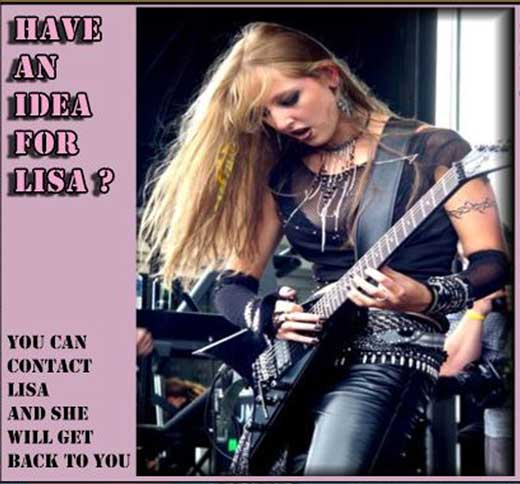 HAVE
AN
IDEA
FOR
LISA ?
YOU CAN
CONTACT
LISA
AND SHE
WILL GET
BACK TO YOU